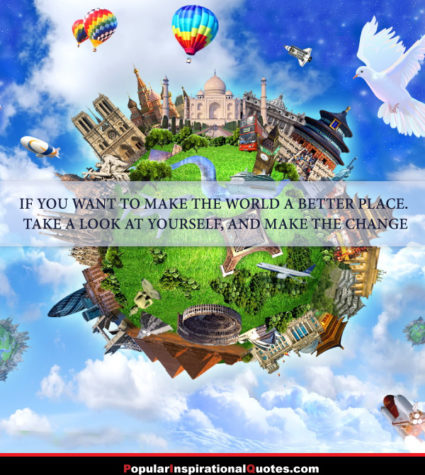 IF YOU WANT TO MAKE THE WORLD A BETTER PLACE.
TAKE A LOOK AT YOURSELF, AND MAKE THE CHANGE
PopularInspirationalQuotes.com